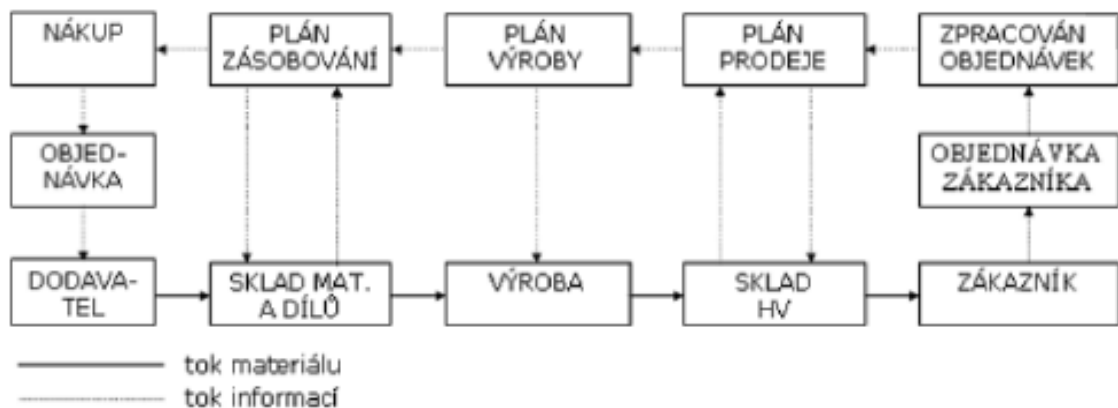 NÁKUP
PLÁN
ZÁSOBOVÁNÍ
PLÁN
VÝROBY
PLÁN
PRODEJE
ZPRACOVÁN
OBJEDNÁVEK
OBJED-
NÁVKA
OBJEDNÁVKA
ZÁKAZNÍKA
DODAVA-
TEL
SKLAD MAT.
A DÍLŮ
VÝROBA
SKLAD
HV
ZÁKAZNÍK
tok materiálu
tok informací